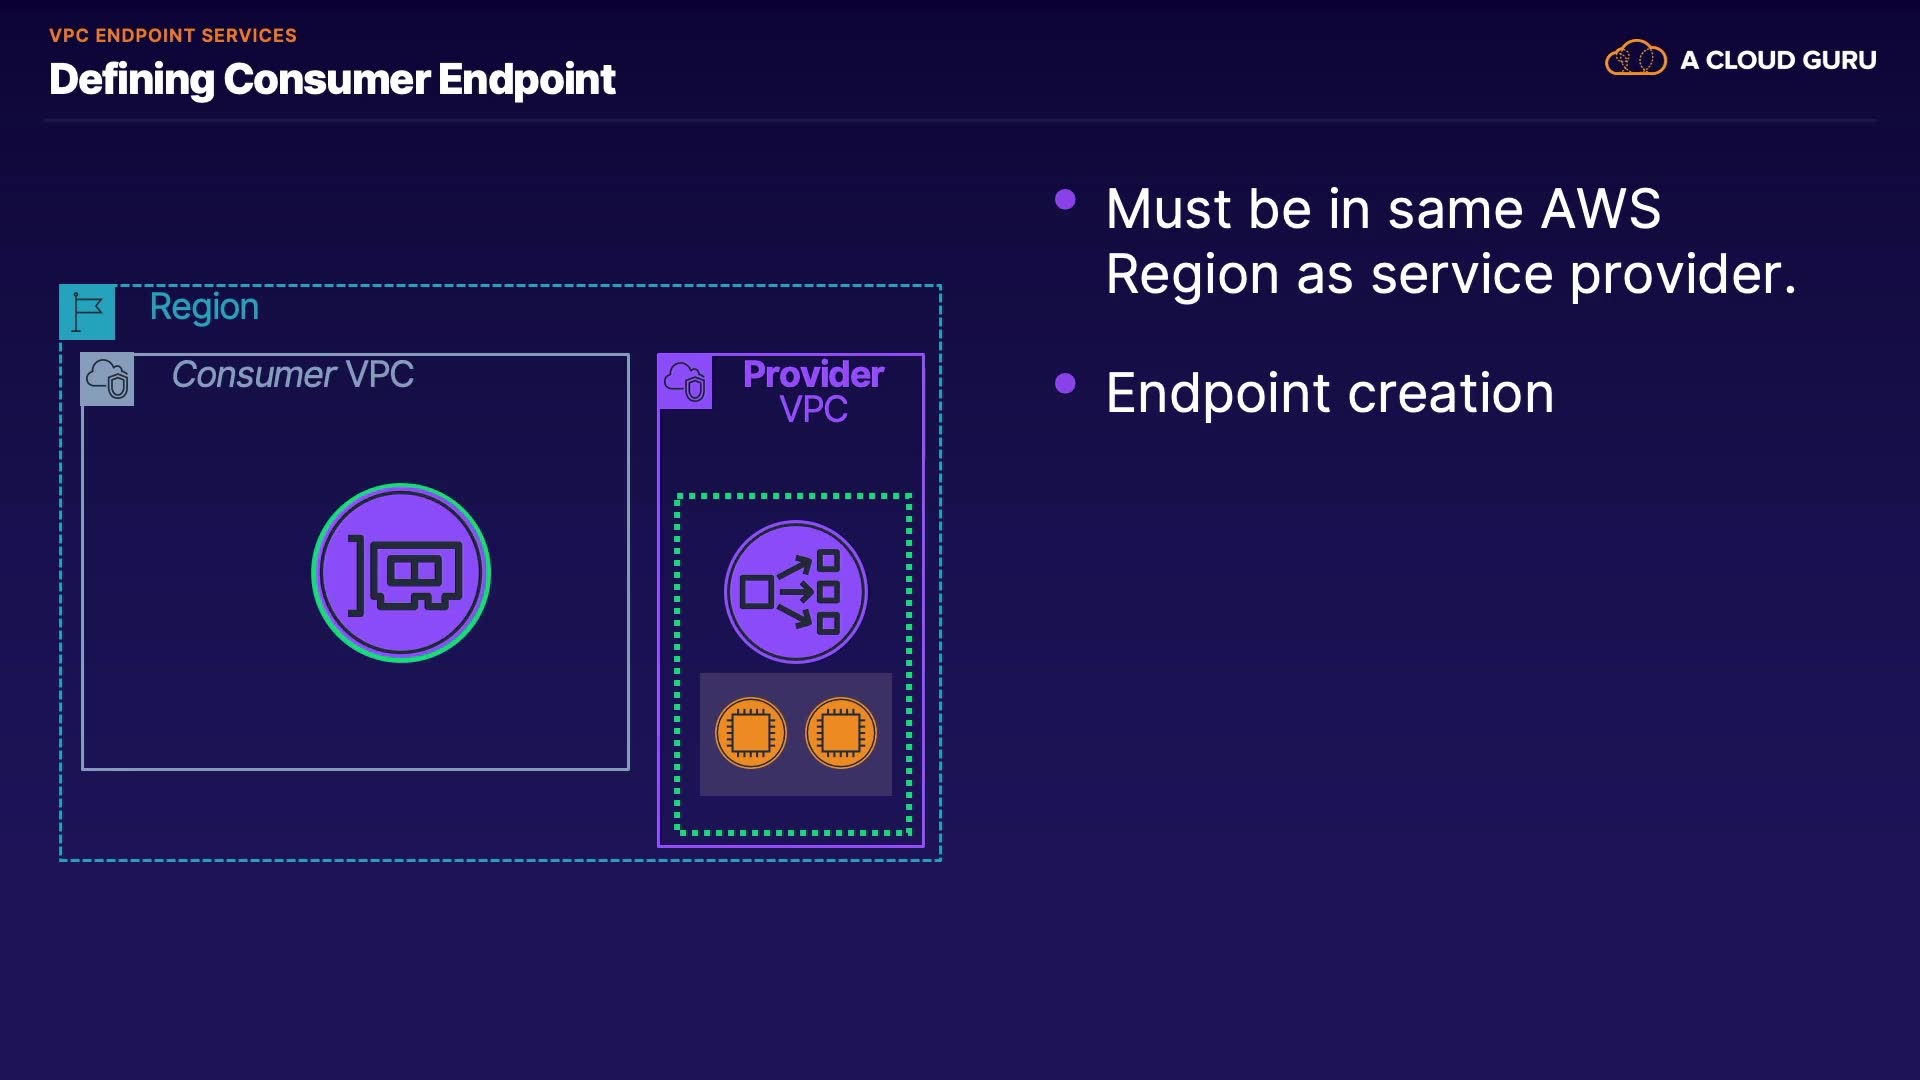 VPC ENDPOINT SERVICES
Defining Consumer Endpoint
A CLOUD GURU
Region
Consumer VPC
Provider
VPC
Must be in same AWS
Region as service provider.
Endpoint creation